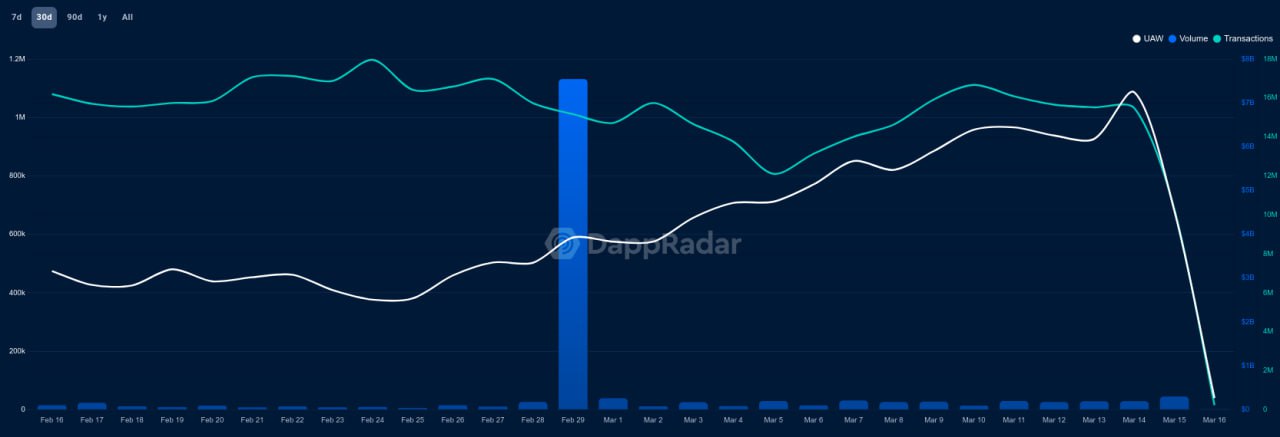 7d 30d 90d 1y All
UAW Volume Transactions
1.2M $8B 18M
$7B 16M
1M
14M
$6B
800k 12M
$5B
10M
600k $4B
DappRadar
8M
$3B
400k 6M
$2B
4M
200k
$1B 2M
0 $0 0
Feb 16 Feb 17 Feb 18 Feb 19 Feb 20 Feb 21 Feb 22 Feb 23 Feb 24 Feb 25 Feb 26 Feb 27 Feb 28 Feb 29 Mar 1 Mar 2 Mar 3 Mar 4 Mar 5 Mar 6 Mar 7 Mar 8 Mar 9 Mar 10 Mar 11 Mar 12 Mar 13 Mar 14 Mar 15 Mar 16